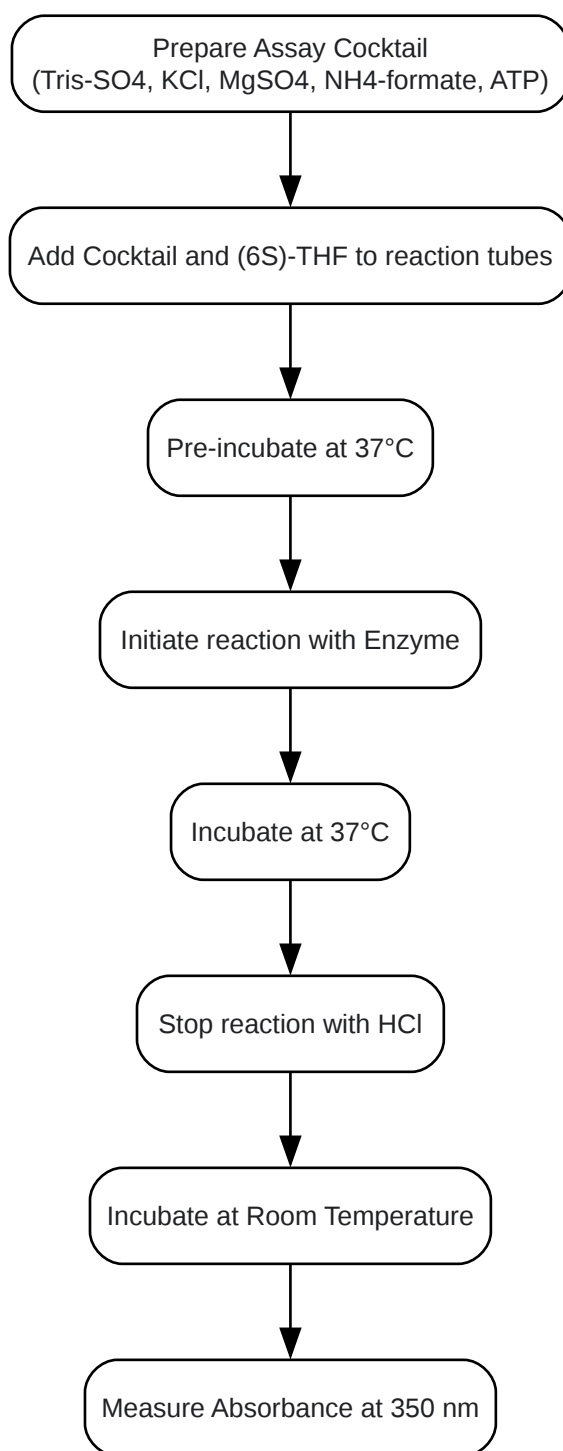 Prepare Assay Cocktail
(Tris-SO4, KCl, MgSO4, NH4-formate, ATP)
Add Cocktail and (6S)-THF to reaction tubes
Pre-incubate at 37°C
Initiate reaction with Enzyme
Incubate at 37°C
Stop reaction with HCl
Incubate at Room Temperature
Measure Absorbance at 350 nm